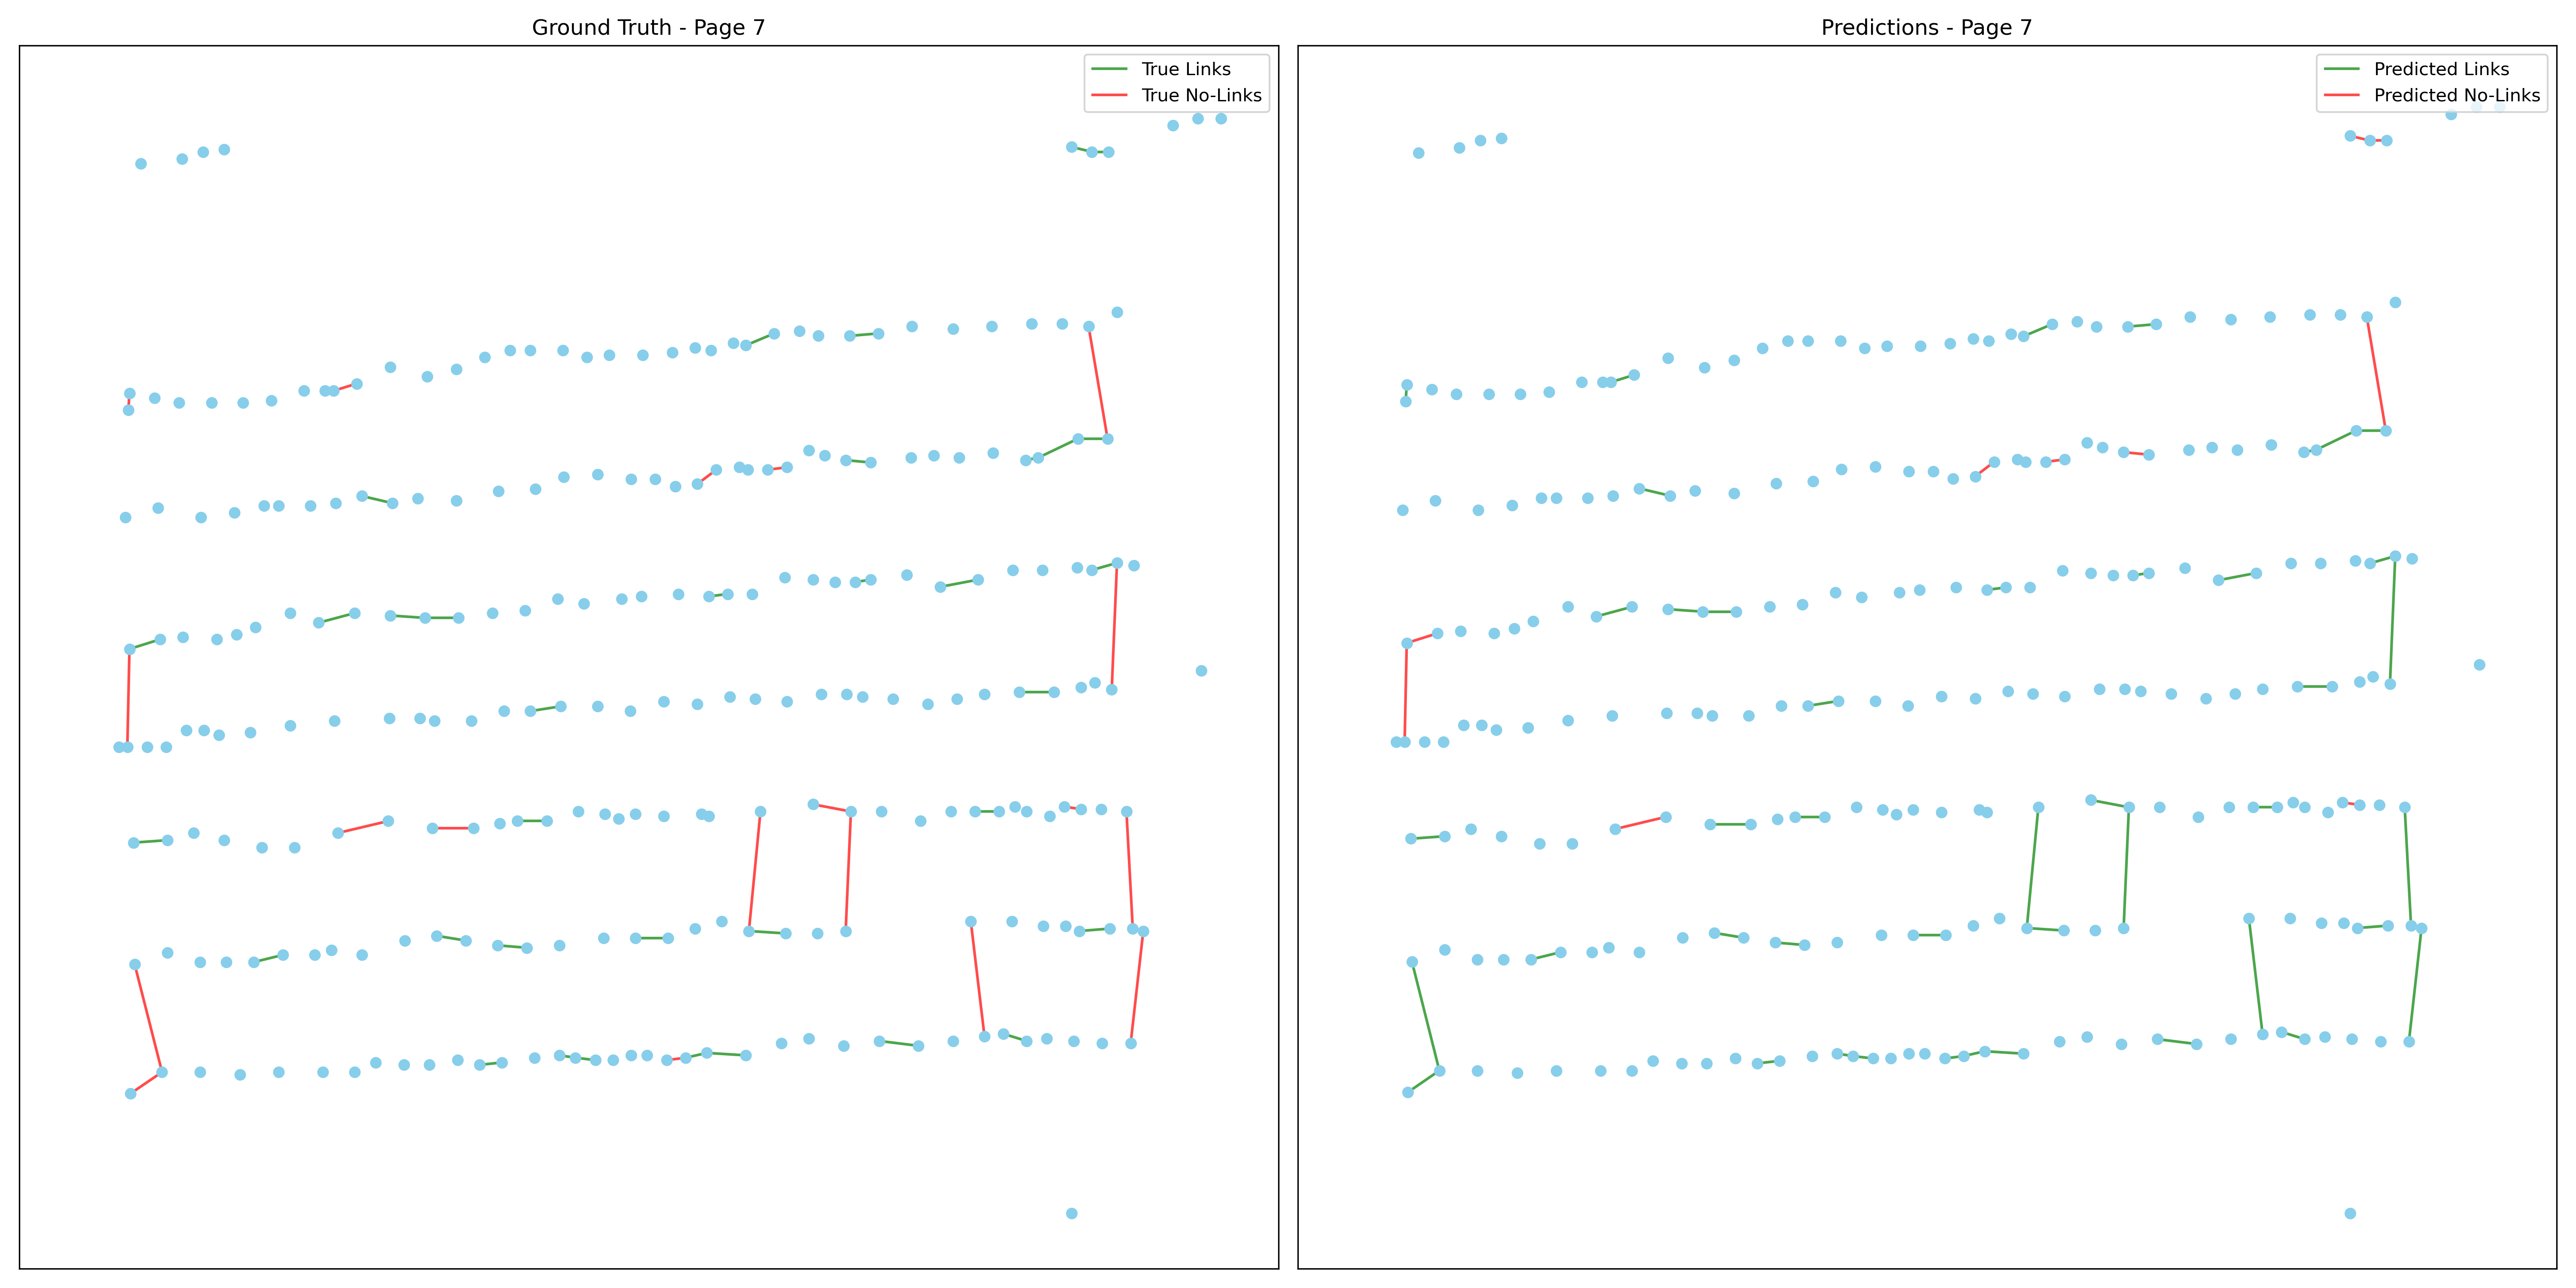 Ground Truth - Page 7
True Links
True No-Links
Predictions - Page 7
Predicted Links
Predicted No-Links